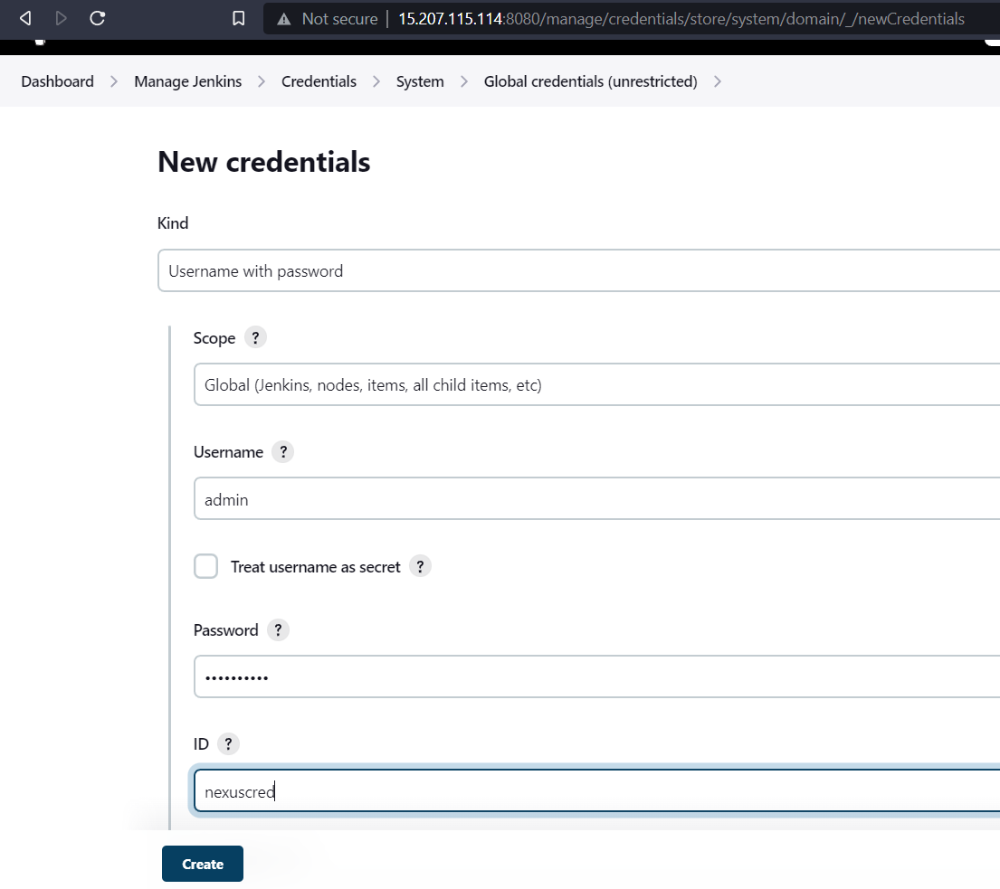 Not secure | 15.207.115.114:8080/manage/credentials/store/system/domain/_/newCredentials
Dashboard > Manage Jenkins > Credentials > System > Global credentials (unrestricted) >
New credentials
Kind
Username with password
Scope ?
Global (Jenkins, nodes, items, all child items, etc)
Username ?
admin
Treat username as secret ?
Password ?
••••••••••
ID ?
nexuscred
Create